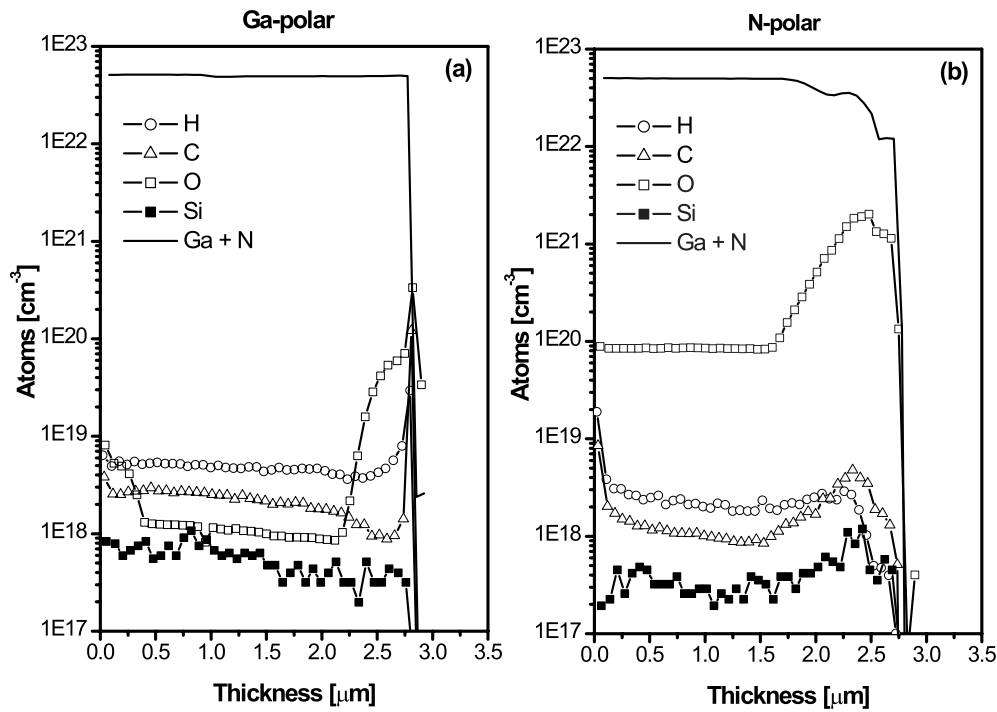 Ga-polar
(a)
H
C
O
Si
Ga + N
1E23
1E22
1E21
1E20
1E19
1E18
1E17
Atoms [cm-3]
0.0 0.5 1.0 1.5 2.0 2.5 3.0 3.5
Thickness [μm]
N-polar
(b)
H
C
O
Si
Ga + N
1E23
1E22
1E21
1E20
1E19
1E18
1E17
Atoms [cm-3]
0.0 0.5 1.0 1.5 2.0 2.5 3.0 3.5
Thickness [μm]